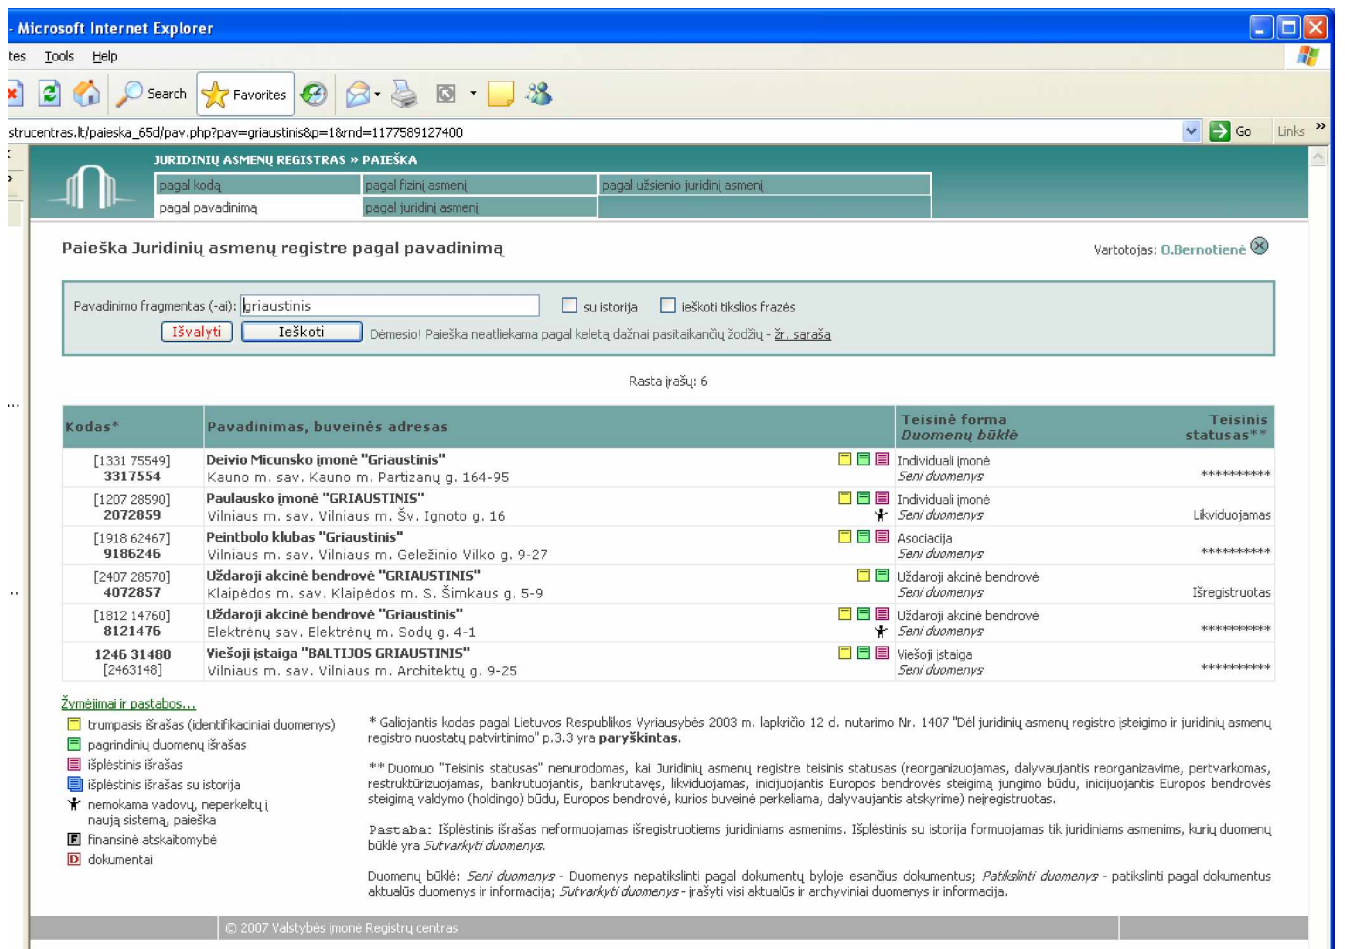 - Microsoft Internet Explorer
tes Tools Help
Search Favorites
strucentras.lt/paieska_65d/pav.php?pav=griaustinis&p=1&rnd=1177589127400 Go Links »
JURIDINIŲ ASMENŲ REGISTRAS » PAIEŠKA
pagal kodą pagal fizinį asmenį pagal užsienio juridinį asmenį
pagal pavadinimą pagal juridinį asmenį
Paieška Juridinių asmenų registre pagal pavadinimą
Vartotojas: O.Bernotienė
Pavadinimo fragmentas (-ai): griaustinis su istorija ieškoti tikslios frazės
Išvalyti Ieškoti Dėmesio! Paieška neatliekama pagal keletą dažnai pasitaikančių žodžių - žr. sarašą
Rasta įrašų: 6
Kodas* Pavadinimas, buveinės adresas Teisinė forma Teisinis
Duomenų būklė statusas**
[1331 75549] Deivio Micunsko įmonė "Griaustinis" Individuali įmonė
3317554 Kauno m. sav. Kauno m. Partizanų g. 164-95 Seni duomenys **********
[1207 28590] Paulausko įmonė "GRIAUSTINIS" Individuali įmonė
2072859 Vilniaus m. sav. Vilniaus m. Šv. Ignoto g. 16 Seni duomenys Likviduojamas
[1918 62467] Peintbolo klubas "Griaustinis" Asociacija
9186246 Vilniaus m. sav. Vilniaus m. Geležinio Vilko g. 9-27 Seni duomenys **********
[2407 28570] Uždaroji akcinė bendrovė "GRIAUSTINIS" Uždaroji akcinė bendrovė
4072857 Klaipėdos m. sav. Klaipėdos m. S. Šimkaus g. 5-9 Seni duomenys Išregistruotas
[1812 14760] Uždaroji akcinė bendrovė "Griaustinis" Uždaroji akcinė bendrovė
8121476 Elektrėnų sav. Elektrėnų m. Sodų g. 4-1 Seni duomenys **********
1246 31480 Viešoji įstaiga "BALTIJOS GRIAUSTINIS" Viešoji įstaiga
[2463148] Vilniaus m. sav. Vilniaus m. Architektų g. 9-25 Seni duomenys **********
Žymėjimai ir pastabos...
trumpasis išrašas (identifikaciniai duomenys)
pagrindinių duomenų išrašas
išplėstinis išrašas
išplėstinis išrašas su istorija
nemokama vadovų, neperkeltų į
naują sistemą, paieška
F finansinė atskaitomybė
D dokumentai
* Galiojantis kodas pagal Lietuvos Respublikos Vyriausybės 2003 m. lapkričio 12 d. nutarimo Nr. 1407 "Dėl juridinių asmenų registro įsteigimo ir juridinių asmenų
registro nuostatų patvirtinimo" p.3.3 yra paryškintas.
** Duomuo "Teisinis statusas" nenurodomas, kai Juridinių asmenų registre teisinis statusas (reorganizuojamas, dalyvaujantis reorganizavime, pertvarkomas,
restruktūrizuojamas, bankrutuojantis, bankrutavęs, likviduojamas, inicijuojantis Europos bendrovės steigimą jungimo būdu, inicijuojantis Europos bendrovės
steigimą valdymo (holdingo) būdu, Europos bendrovė, kurios buveinė perkeliama, dalyvaujantis atskyrime) neįregistruotas.
Pastaba: Išplėstinis išrašas neformuojamas išregistruotiems juridiniams asmenims. Išplėstinis su istorija formuojamas tik juridiniams asmenims, kurių duomenų
būklė yra Sutvarkyti duomenys.
Duomenų būklė: Seni duomenys - Duomenys nepatikslinti pagal dokumentų byloje esančius dokumentus; Patikslinti duomenys - patikslinti pagal dokumentus
aktualūs duomenys ir informacija; Sutvarkyti duomenys - įrašyti visi aktualūs ir archyviniai duomenys ir informacija.
© 2007 Valstybės įmonė Registrų centras